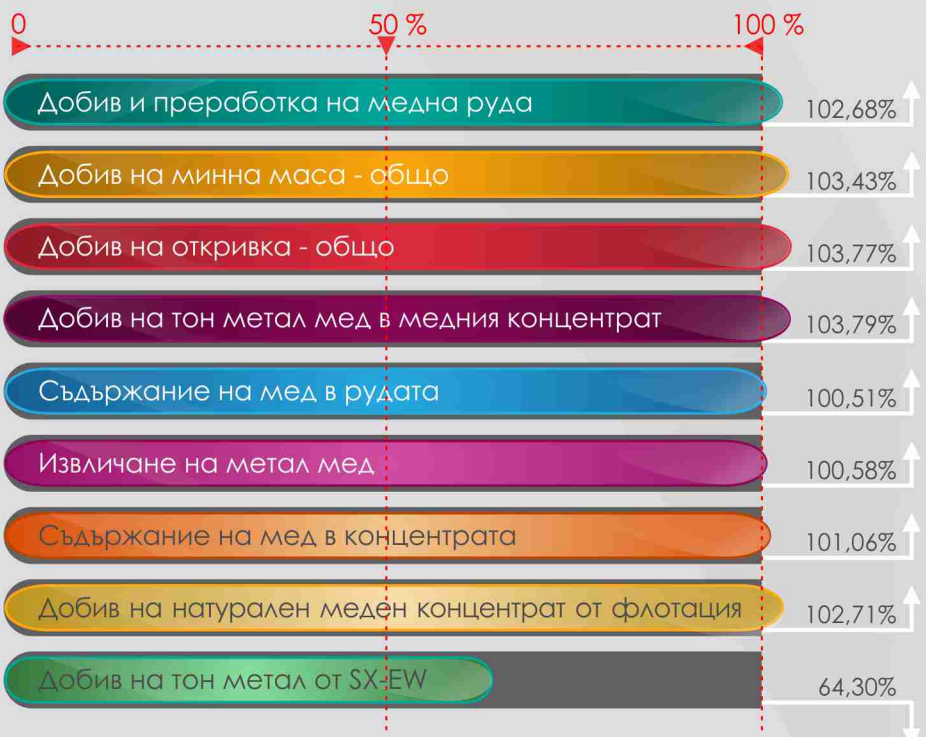 0 50 % 100 %
Добив и преработка на медна руда 102,68%
Добив на минна маса - общо 103,43%
Добив на откривка - общо 103,77%
Добив на тон метал мед в медния концентрат 103,79%
Съдържание на мед в рудата 100,51%
Извличане на метал мед 100,58%
Съдържание на мед в концентрата 101,06%
Добив на натурален меден концентрат от флотация 102,71%
Добив на тон метал от SX-EW 64,30%